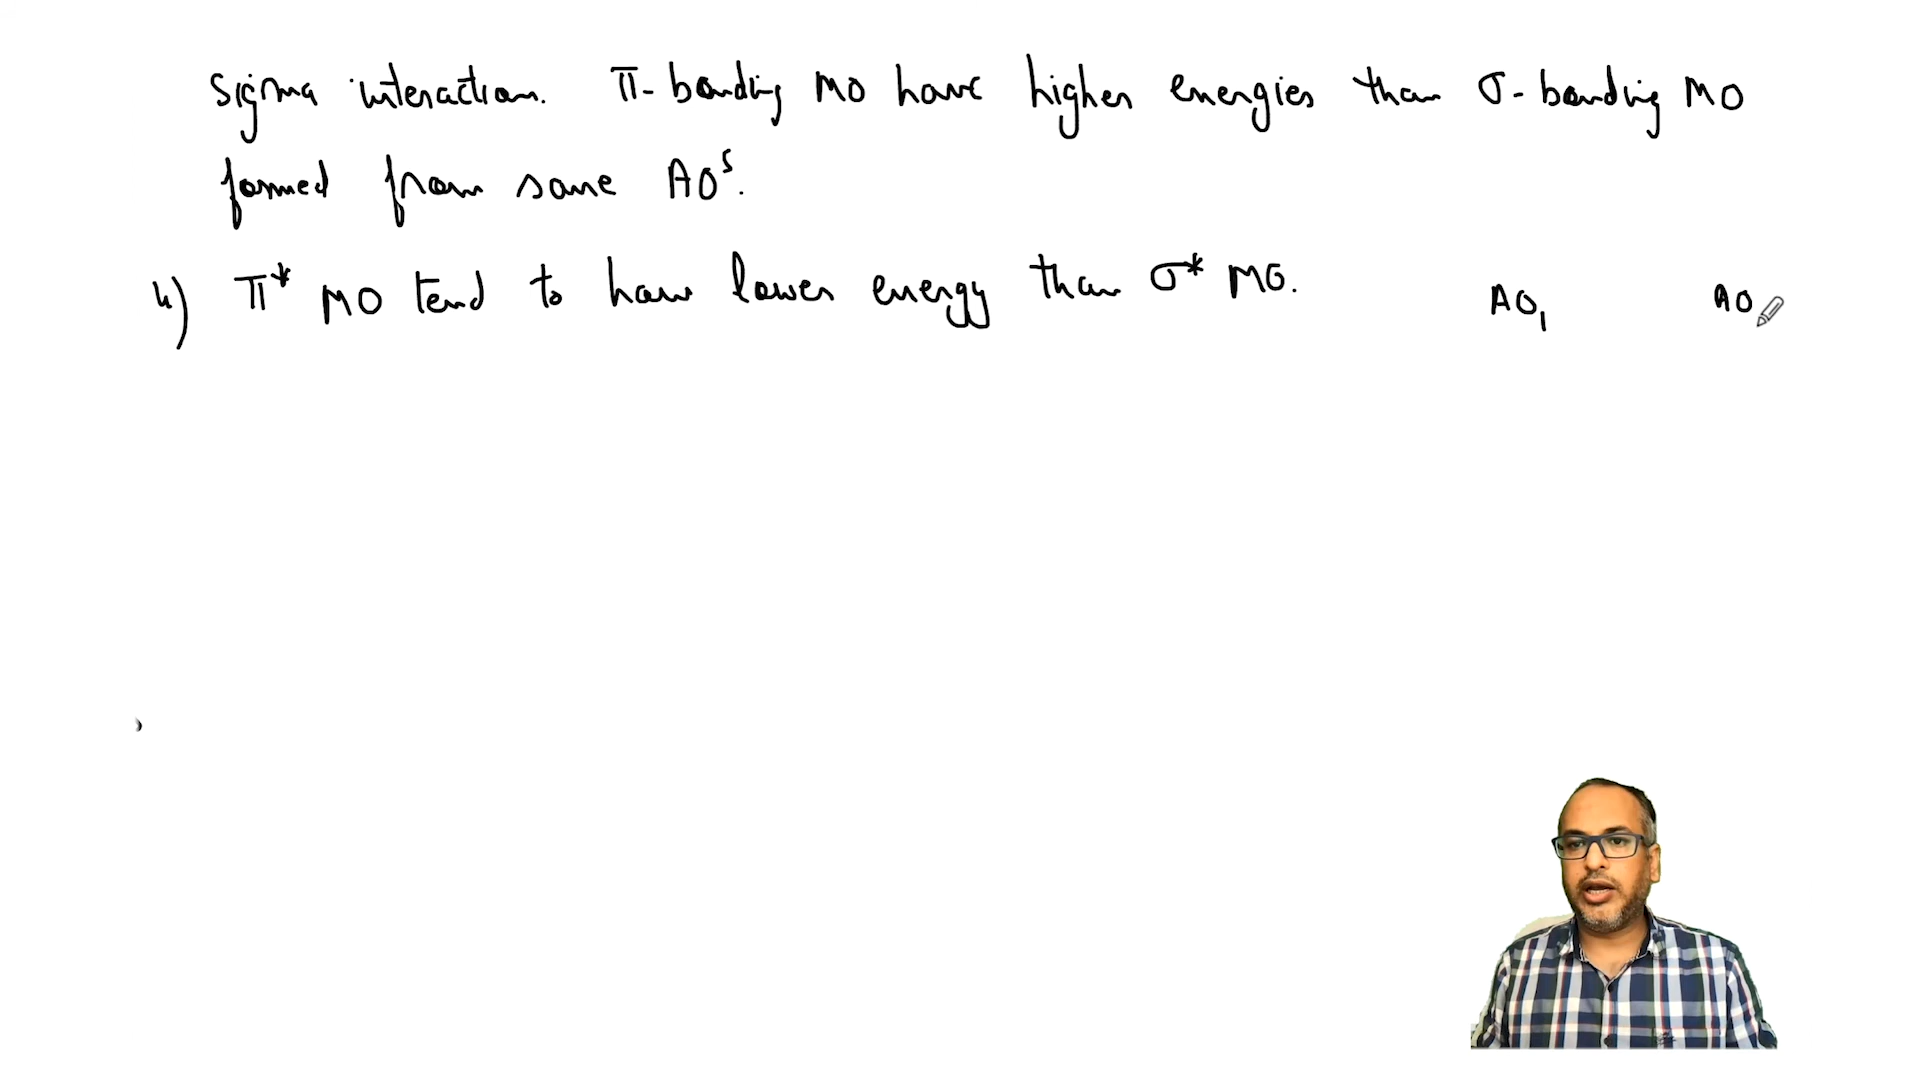 sigma interaction. π-bonding MO have higher energies than σ-bonding MO
formed from same AOˢ.
4) π* MO tend to have lower energy than σ* MO. AO₁ AO